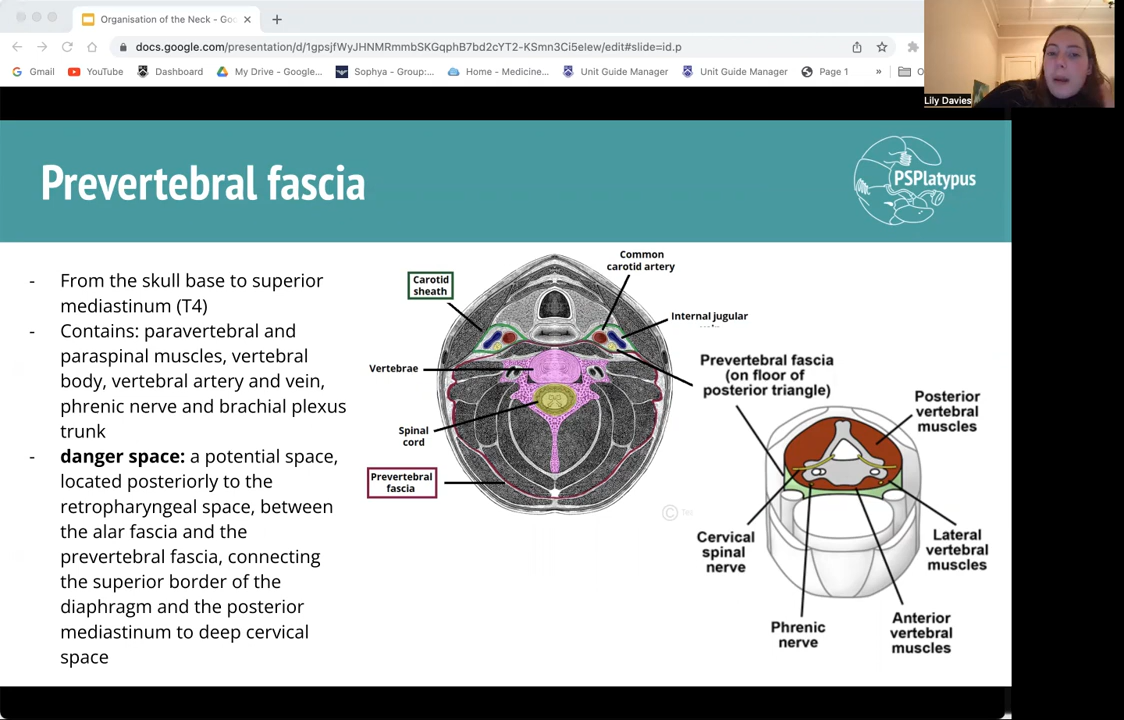 Organisation of the Neck - Goo
docs.google.com/presentation/d/1gpsjfWyJHNMRmmbSKGqphB7bd2cYT2-KSmn3Ci5eIew/edit#slide=id.p
Gmail
YouTube
Dashboard
My Drive - Google...
Sophya - Group:...
Home - Medicine...
Unit Guide Manager
Unit Guide Manager
Page 1
»
Lily Davies
Prevertebral fascia
PSPlatypus
- From the skull base to superior
mediastinum (T4)
- Contains: paravertebral and
paraspinal muscles, vertebral
body, vertebral artery and vein,
phrenic nerve and brachial plexus
trunk
- danger space: a potential space,
located posteriorly to the
retropharyngeal space, between
the alar fascia and the
prevertebral fascia, connecting
the superior border of the
diaphragm and the posterior
mediastinum to deep cervical
space
Carotid
sheath
Common
carotid artery
Internal jugular
Vertebrae
Spinal
cord
Prevertebral
fascia
©
Prevertebral fascia
(on floor of
posterior triangle)
Posterior
vertebral
muscles
Cervical
spinal
nerve
Lateral
vertebral
muscles
Phrenic
nerve
Anterior
vertebral
muscles